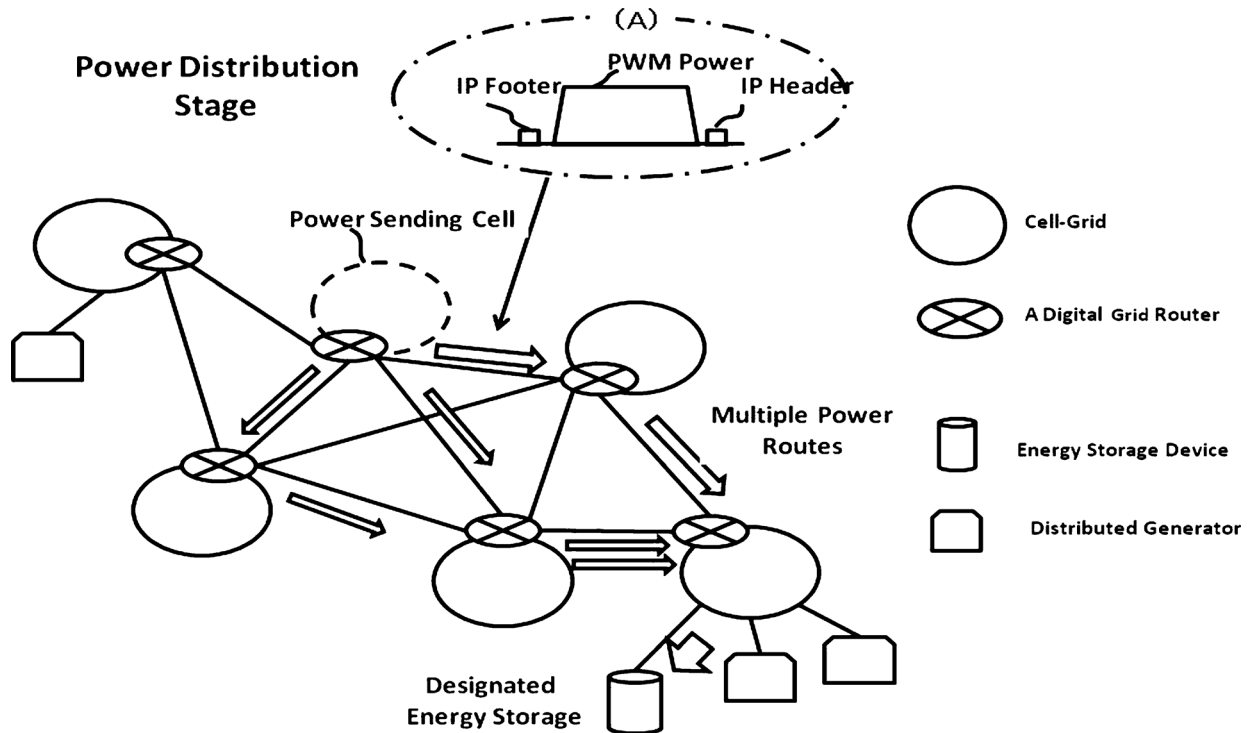 (A)
Power Distribution
Stage
PWM Power
IP Footer
IP Header
Power Sending Cell
Cell-Grid
A Digital Grid Router
Multiple Power
Routes
Energy Storage Device
Distributed Generator
Designated
Energy Storage